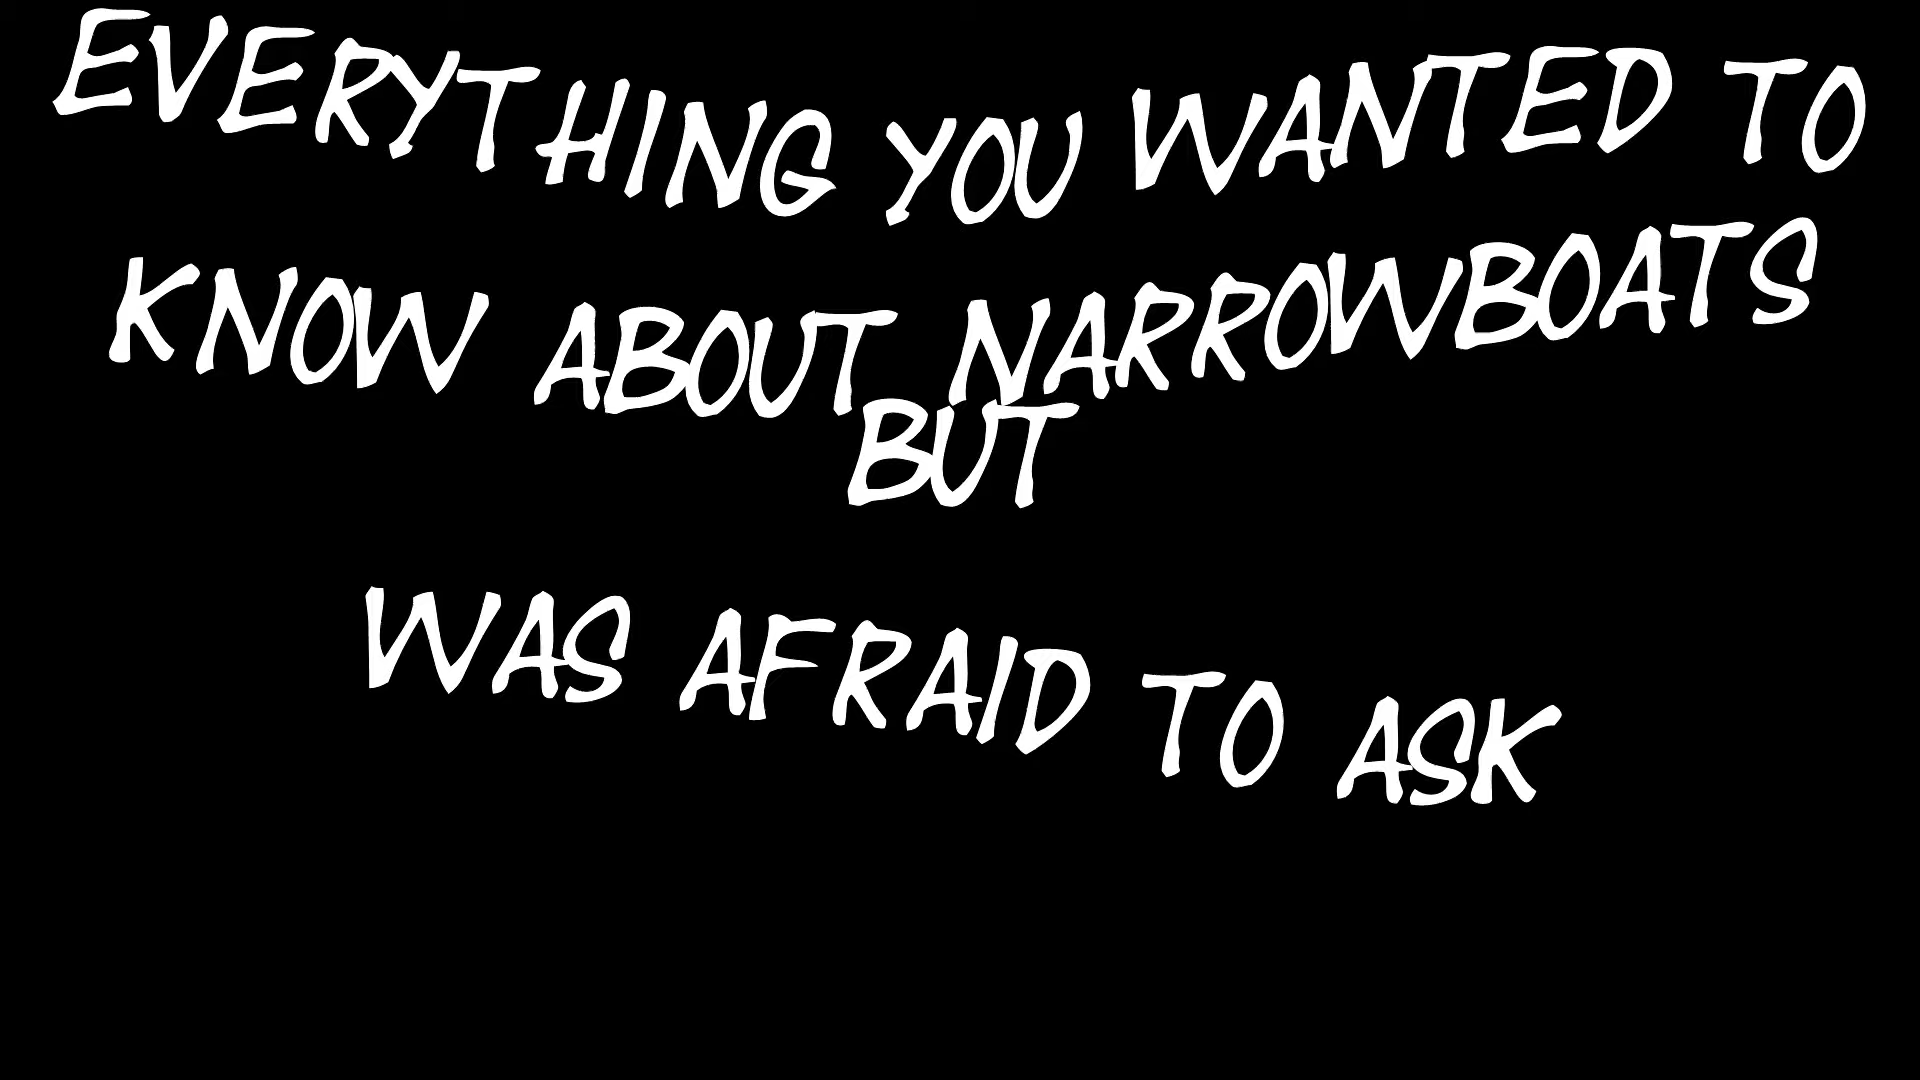 EVERYTHING YOU WANTED TO
KNOW ABOUT NARROWBOATS
BUT
WAS AFRAID TO ASK